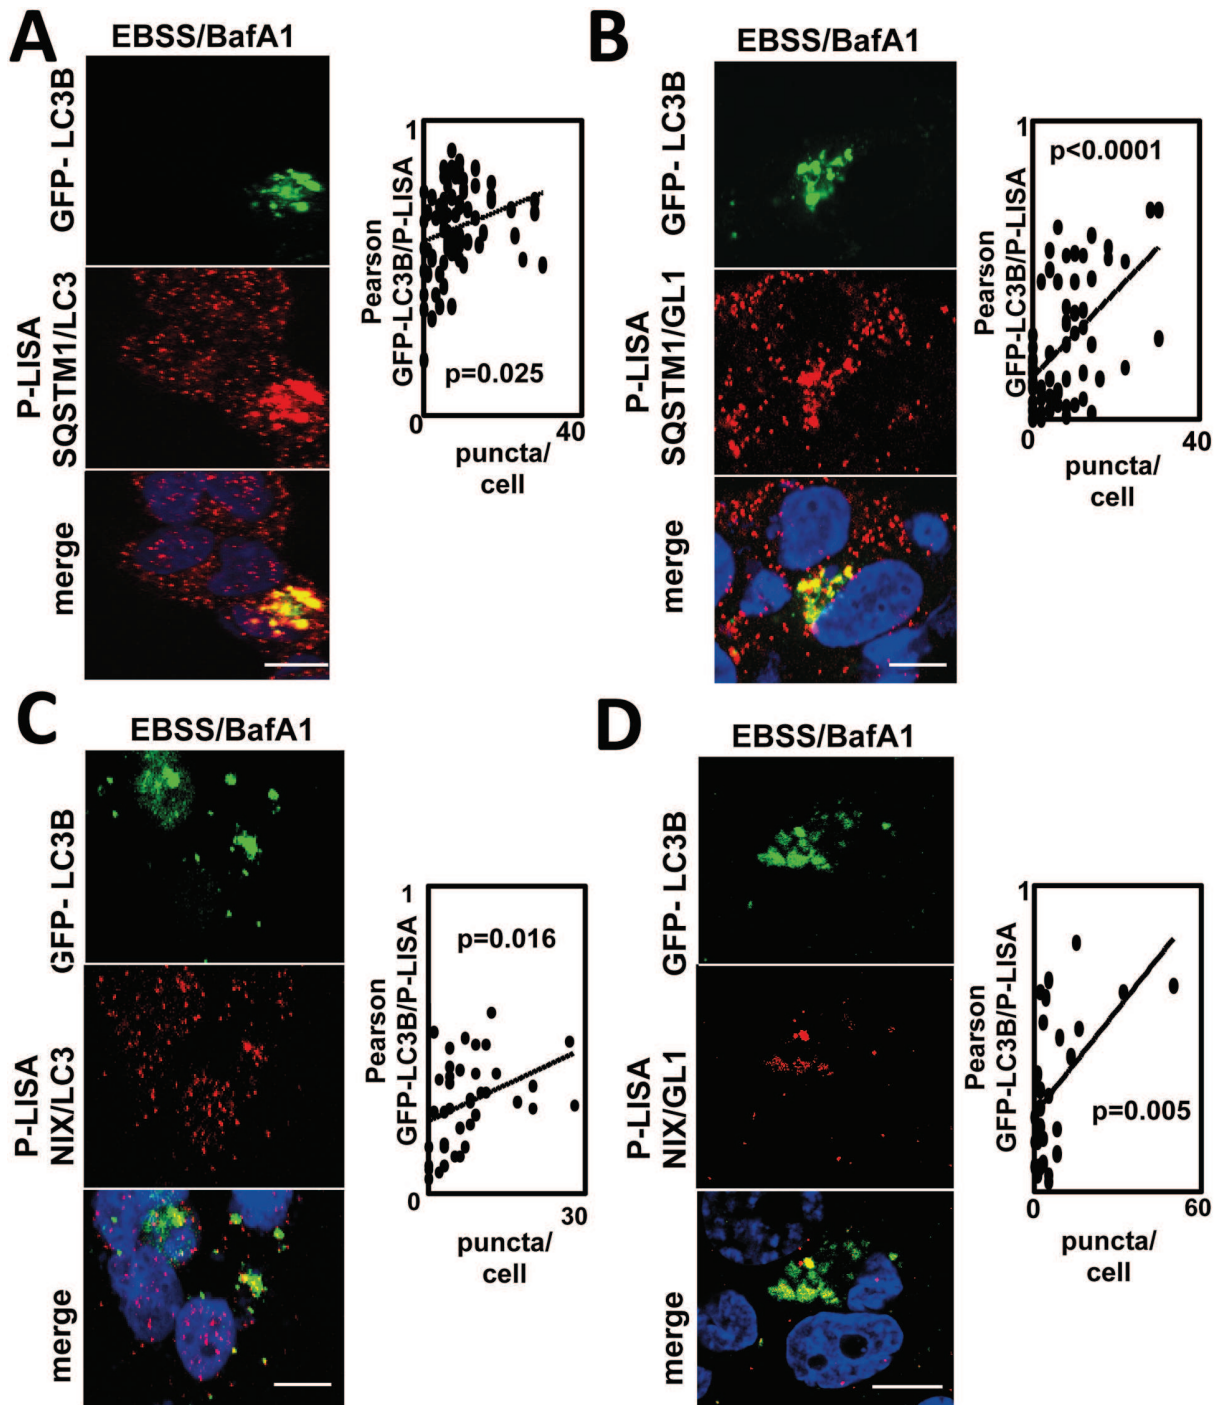 A
EBSS/BafA1
GFP- LC3B
P-LISA
SQSTM1/LC3
merge
Pearson
GFP-LC3B/P-LISA
1
p=0.025
0
40
puncta/
cell
B
EBSS/BafA1
GFP- LC3B
P-LISA
SQSTM1/GL1
merge
Pearson
GFP-LC3B/P-LISA
1
p<0.0001
0
40
puncta/
cell
C
EBSS/BafA1
GFP- LC3B
P-LISA
NIX/LC3
merge
Pearson
GFP-LC3B/P-LISA
1
p=0.016
0
30
puncta/
cell
D
EBSS/BafA1
GFP- LC3B
P-LISA
NIX/GL1
merge
Pearson
GFP-LC3B/P-LISA
1
p=0.005
0
60
puncta/
cell